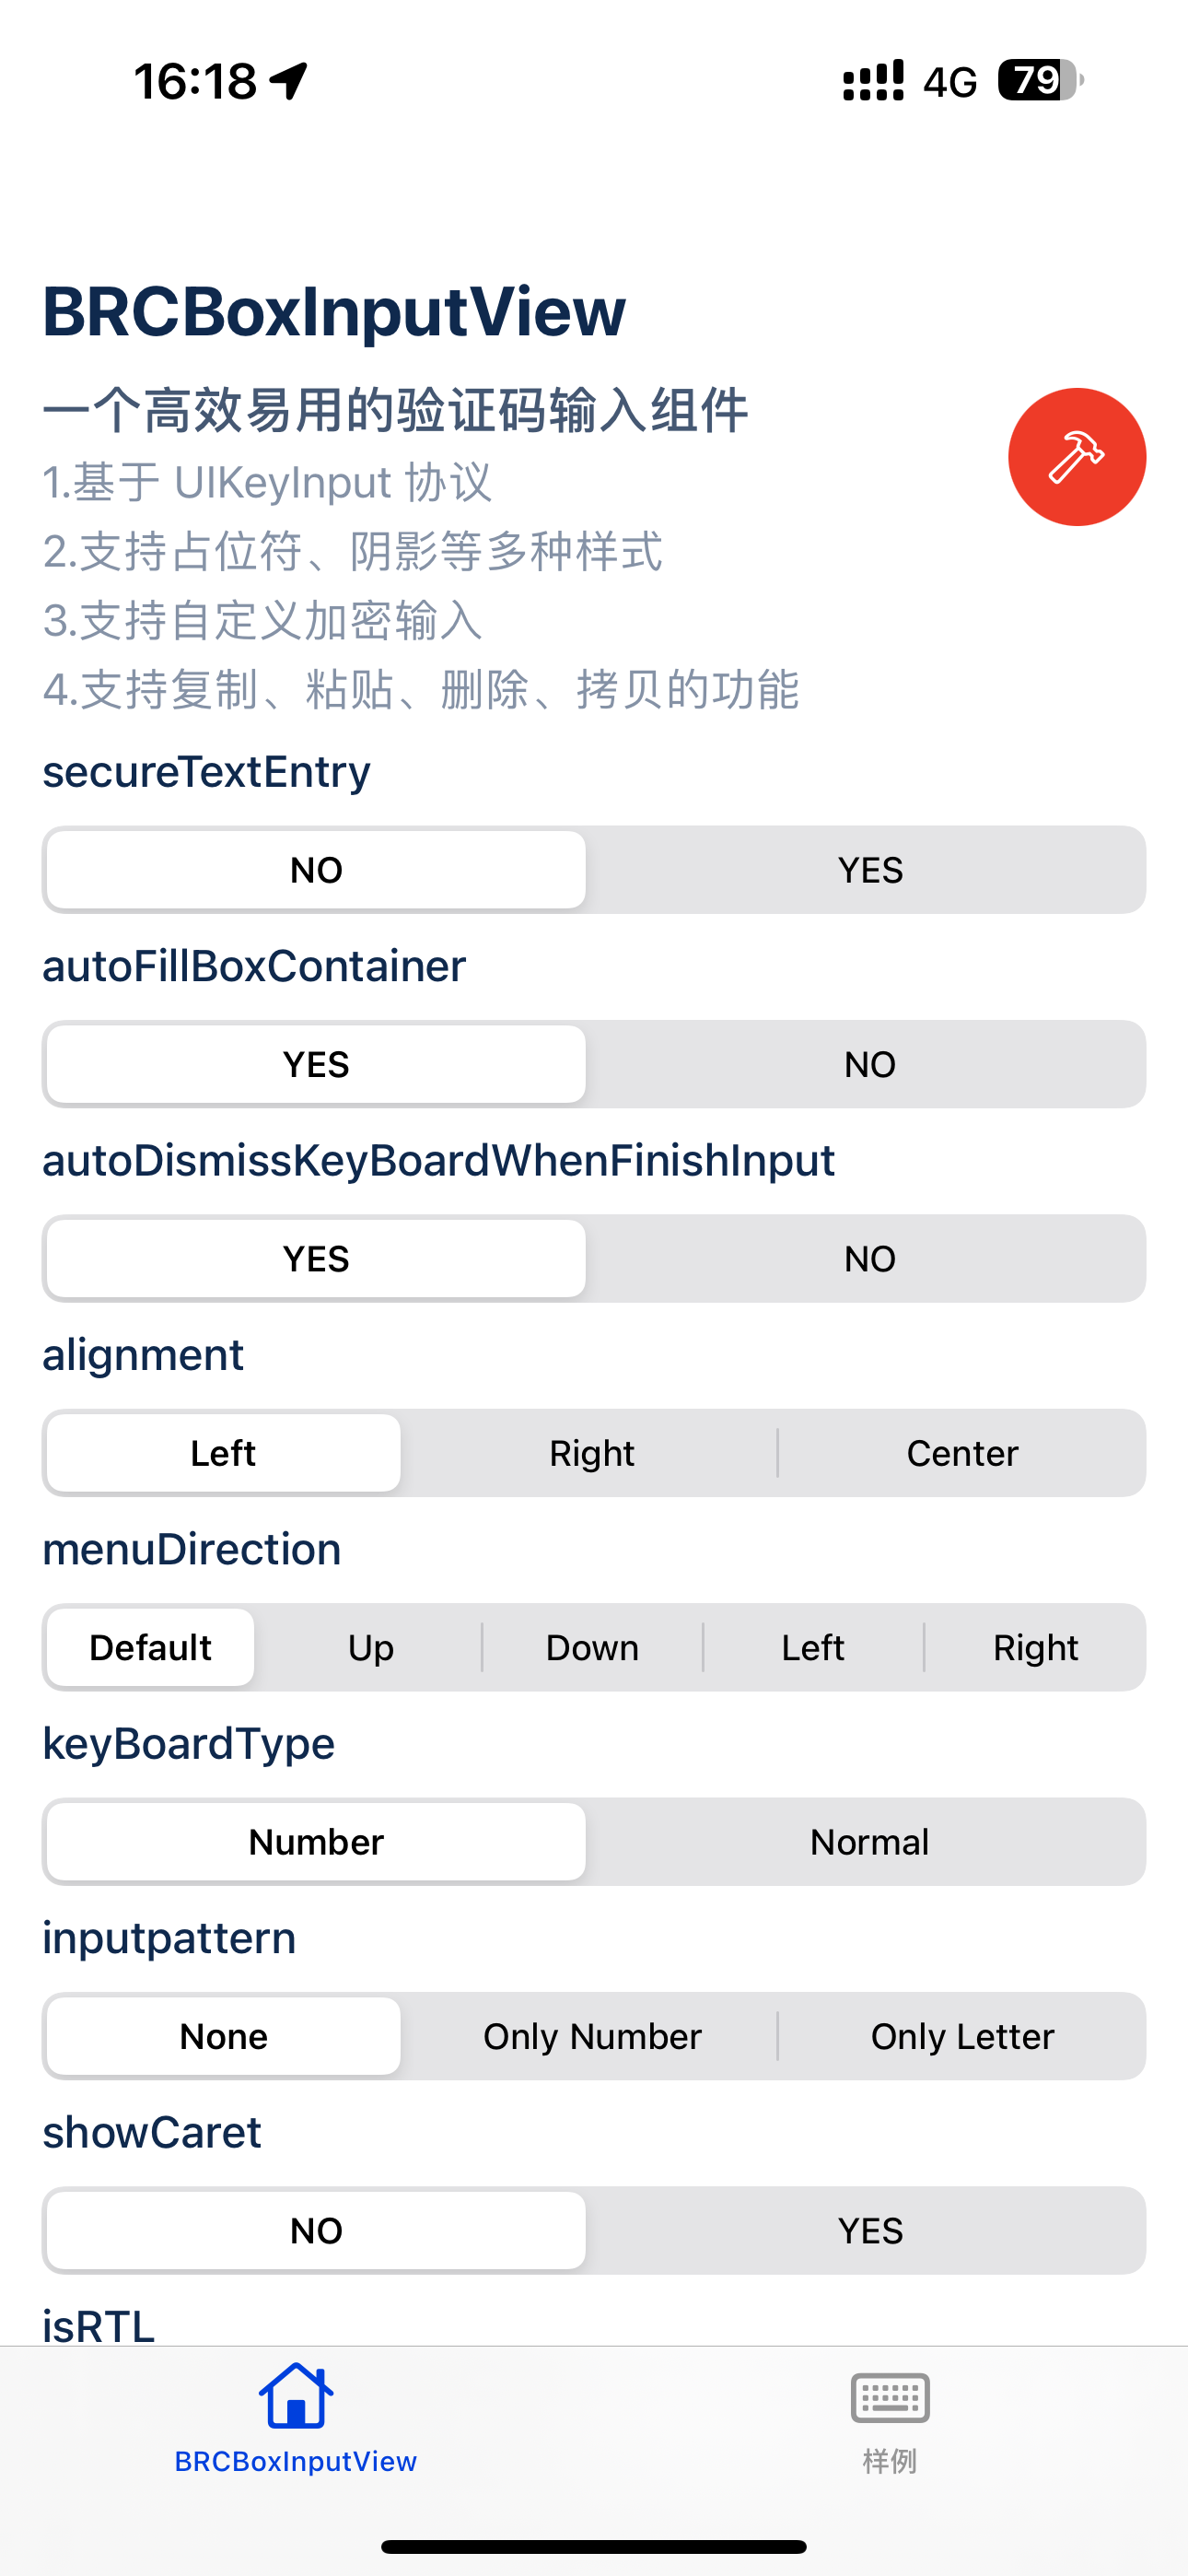 16:18 4G 79
BRCBoxInputView
一个高效易用的验证码输入组件
1.基于 UIKeyInput 协议
2.支持占位符、阴影等多种样式
3.支持自定义加密输入
4.支持复制、粘贴、删除、拷贝的功能
secureTextEntry
NO YES
autoFillBoxContainer
YES NO
autoDismissKeyBoardWhenFinishInput
YES NO
alignment
Left Right Center
menuDirection
Default Up Down Left Right
keyBoardType
Number Normal
inputpattern
None Only Number Only Letter
showCaret
NO YES
isRTL
BRCBoxInputView 样例